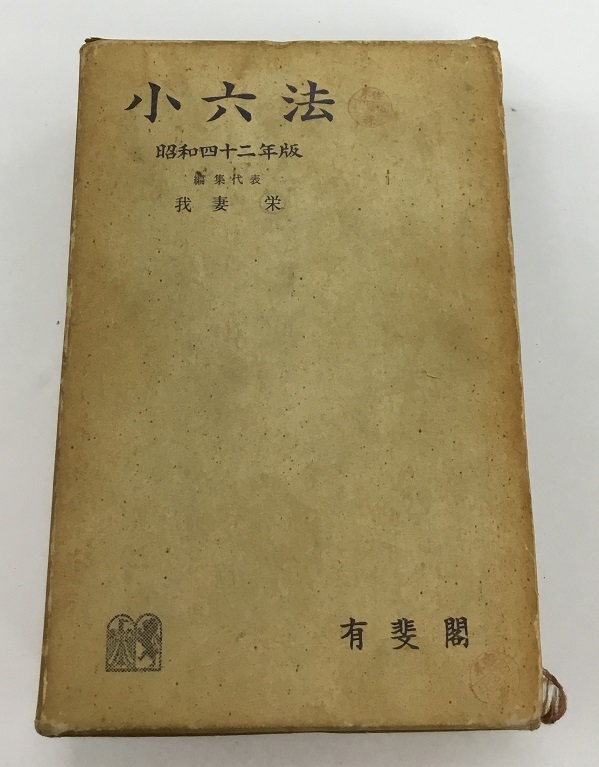 小六法
昭和四十二年版
編集代表
我妻 栄
有斐閣